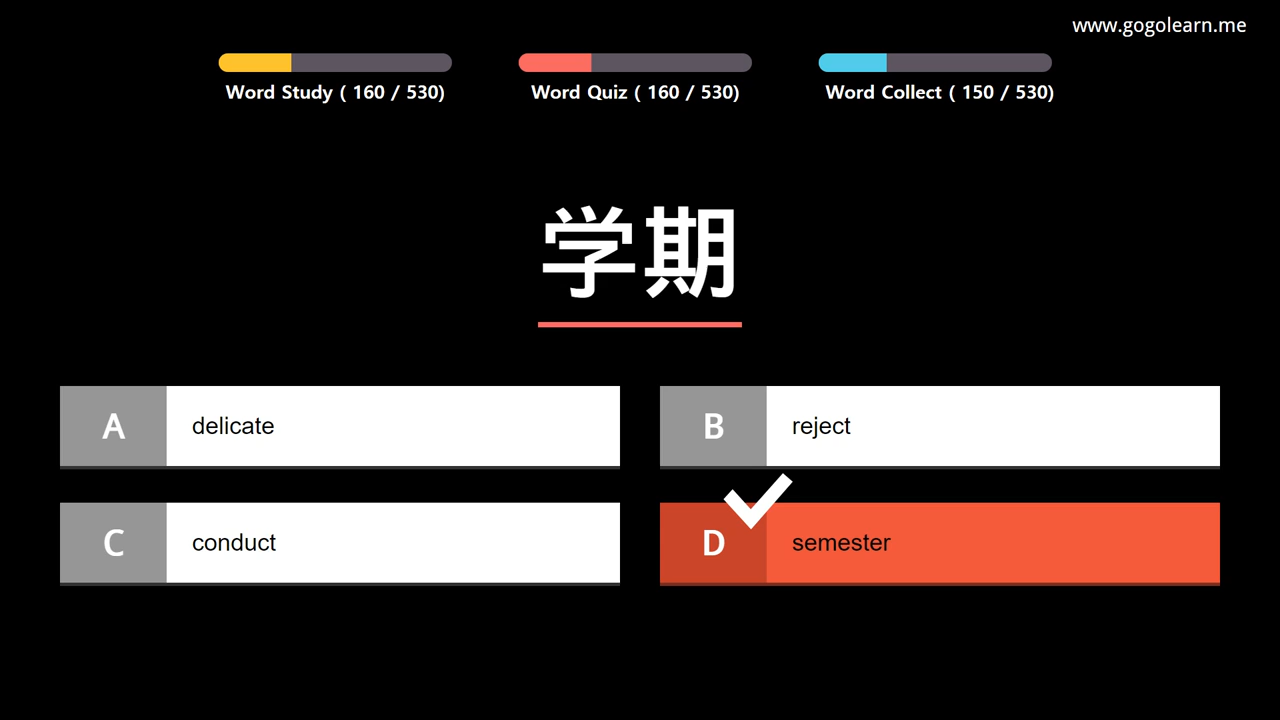 www.gogolearn.me
Word Study ( 160 / 530)
Word Quiz ( 160 / 530)
Word Collect ( 150 / 530)
学期
A delicate
B reject
C conduct
D semester